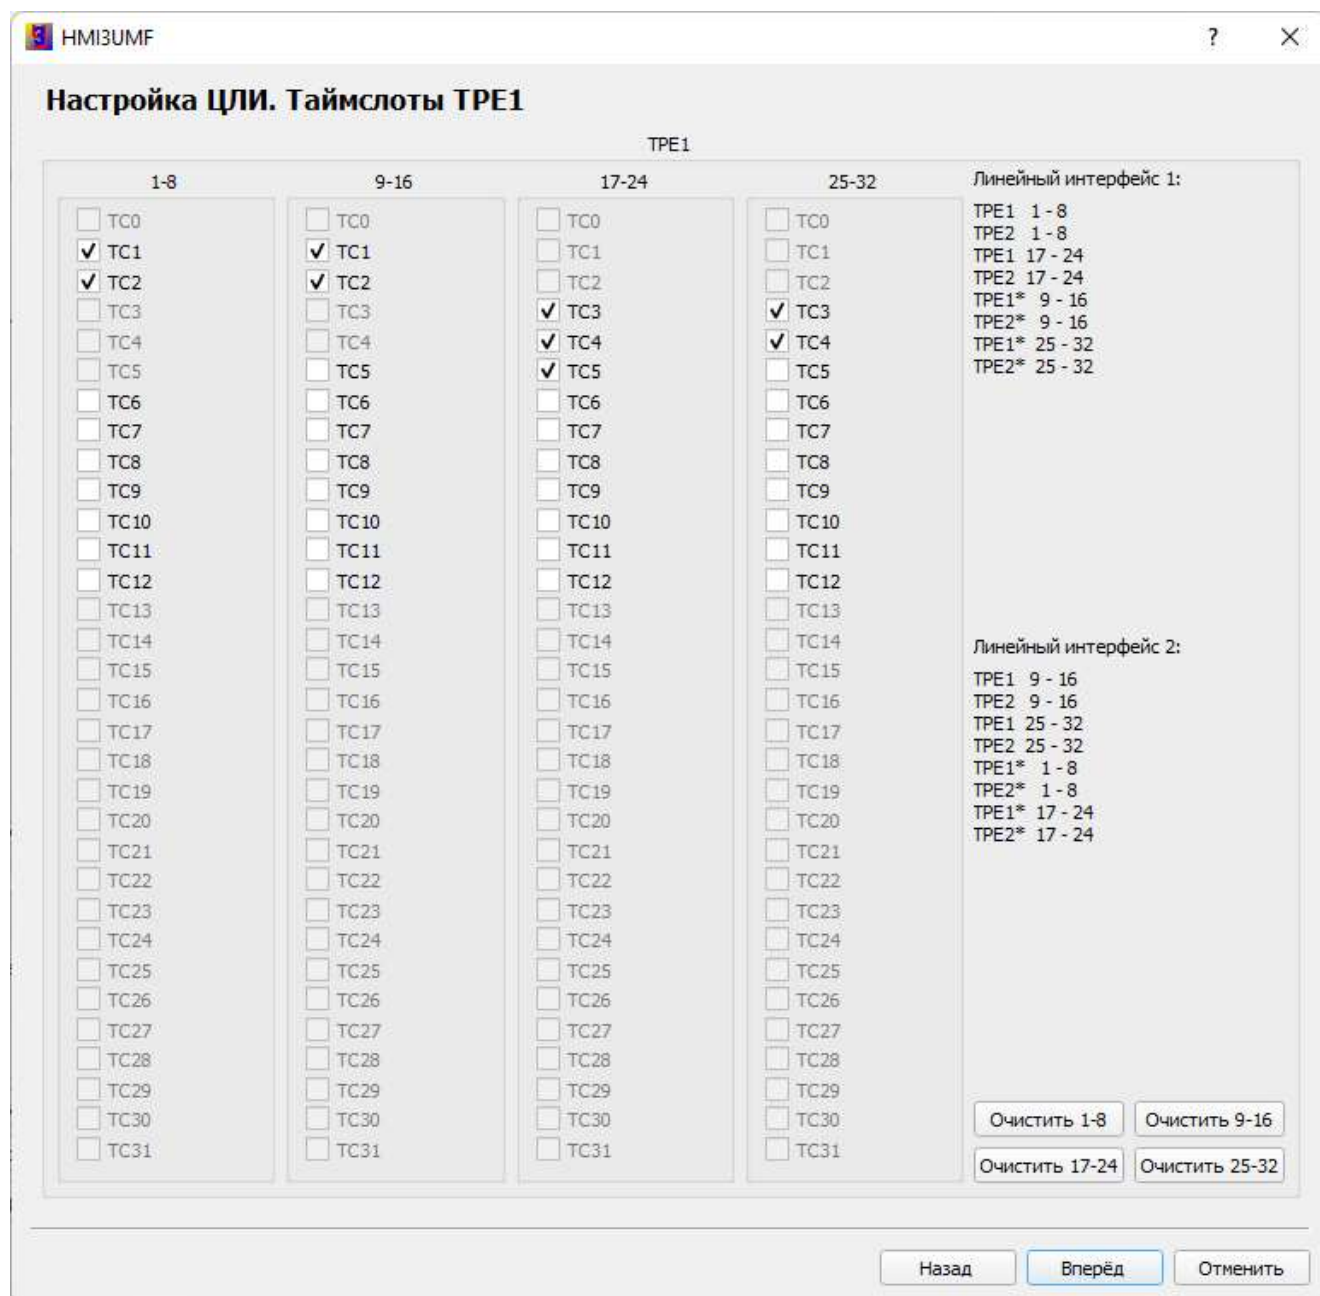 HMI3UMF
?
Настройка ЦЛИ. Таймслоты TPE1
TPE1
1-8
9-16
17-24
25-32
TC0
TC1
TC2
TC3
TC4
TC5
TC6
TC7
TC8
TC9
TC10
TC11
TC12
TC13
TC14
TC15
TC16
TC17
TC18
TC19
TC20
TC21
TC22
TC23
TC24
TC25
TC26
TC27
TC28
TC29
TC30
TC31
TC0
TC1
TC2
TC3
TC4
TC5
TC6
TC7
TC8
TC9
TC10
TC11
TC12
TC13
TC14
TC15
TC16
TC17
TC18
TC19
TC20
TC21
TC22
TC23
TC24
TC25
TC26
TC27
TC28
TC29
TC30
TC31
TC0
TC1
TC2
TC3
TC4
TC5
TC6
TC7
TC8
TC9
TC10
TC11
TC12
TC13
TC14
TC15
TC16
TC17
TC18
TC19
TC20
TC21
TC22
TC23
TC24
TC25
TC26
TC27
TC28
TC29
TC30
TC31
TC0
TC1
TC2
TC3
TC4
TC5
TC6
TC7
TC8
TC9
TC10
TC11
TC12
TC13
TC14
TC15
TC16
TC17
TC18
TC19
TC20
TC21
TC22
TC23
TC24
TC25
TC26
TC27
TC28
TC29
TC30
TC31
Линейный интерфейс 1:
TPE1 1 - 8
TPE2 1 - 8
TPE1 17 - 24
TPE2 17 - 24
TPE1* 9 - 16
TPE2* 9 - 16
TPE1* 25 - 32
TPE2* 25 - 32
Линейный интерфейс 2:
TPE1 9 - 16
TPE2 9 - 16
TPE1 25 - 32
TPE2 25 - 32
TPE1* 1 - 8
TPE2* 1 - 8
TPE1* 17 - 24
TPE2* 17 - 24
Очистить 1-8
Очистить 9-16
Очистить 17-24
Очистить 25-32
Назад
Вперёд
Отменить